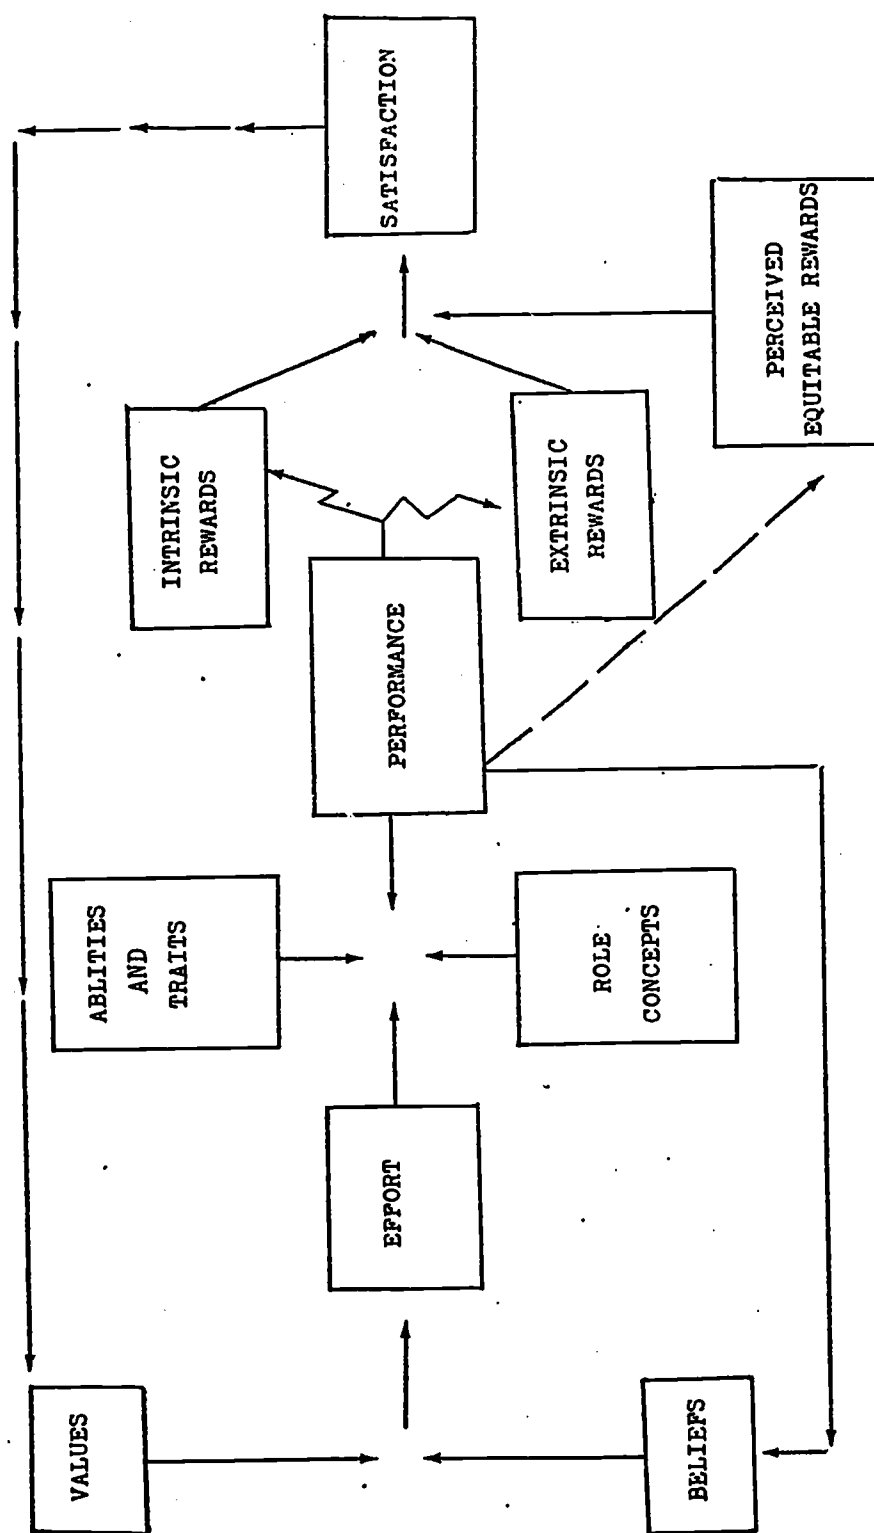 VALUES
BELIEFS
EFFORT
ABLITIES
AND
TRAITS
ROLE
CONCEPTS
PERFORMANCE
INTRINSIC
REWARDS
EXTRINSIC
REWARDS
PERCEIVED
EQUITABLE REWARDS
SATISFACTION